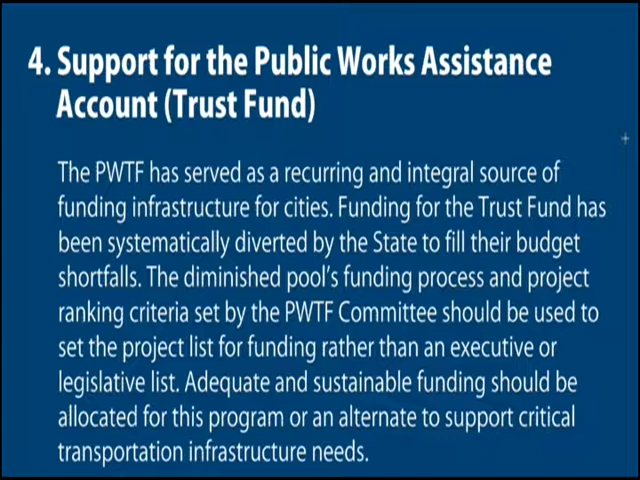 4. Support for the Public Works Assistance
Account (Trust Fund)
The PWTF has served as a recurring and integral source of
funding infrastructure for cities. Funding for the Trust Fund has
been systematically diverted by the State to fill their budget
shortfalls. The diminished pool's funding process and project
ranking criteria set by the PWTF Committee should be used to
set the project list for funding rather than an executive or
legislative list. Adequate and sustainable funding should be
allocated for this program or an alternate to support critical
transportation infrastructure needs.